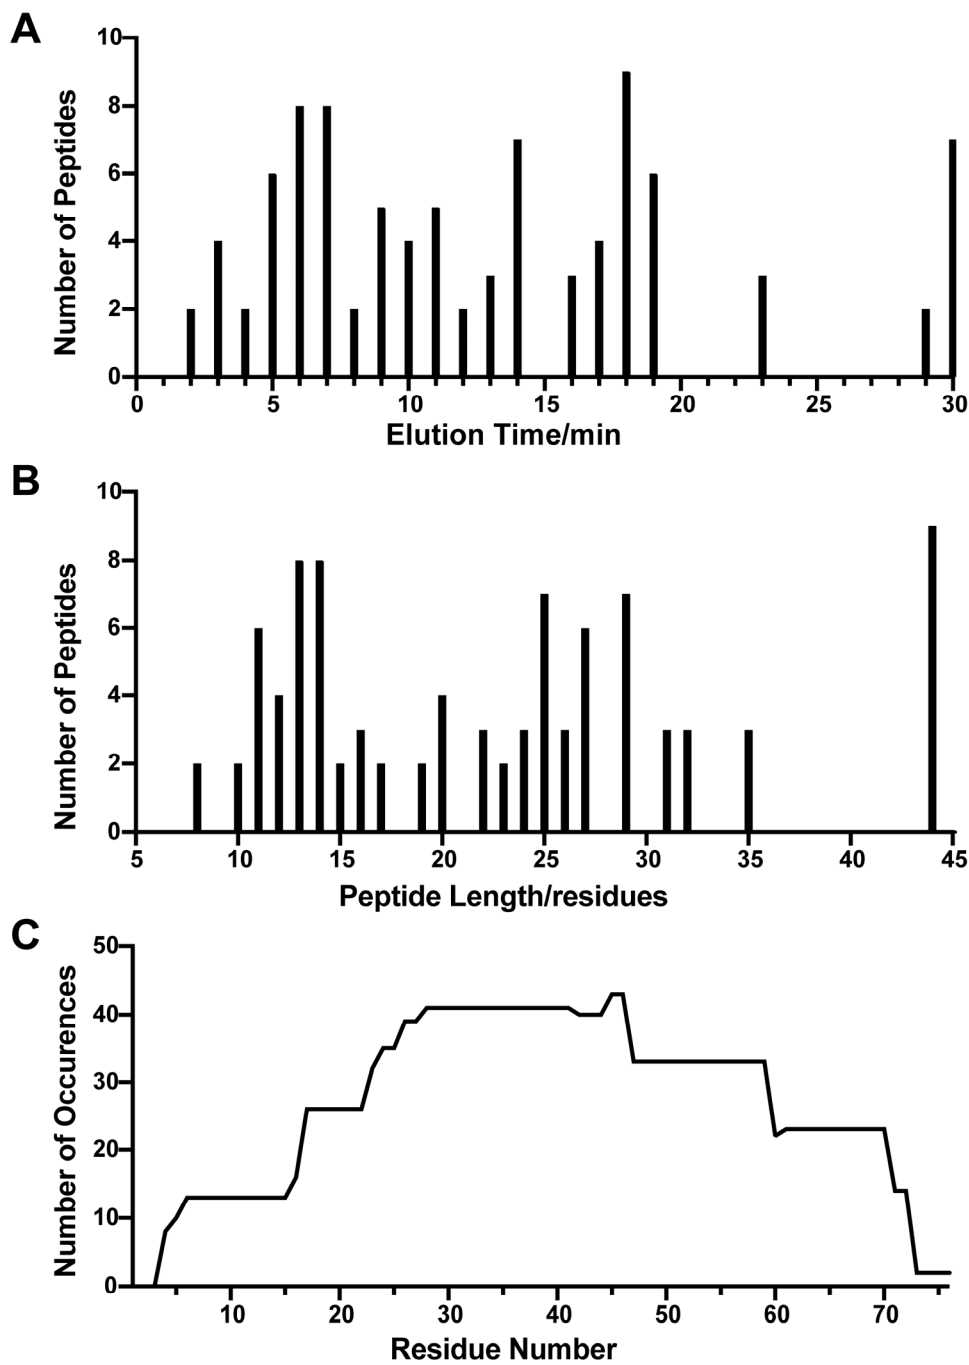 A
Number of Peptides
10
8
6
4
2
0
0 5 10 15 20 25 30
Elution Time/min
B
Number of Peptides
10
8
6
4
2
0
5 10 15 20 25 30 35 40 45
Peptide Length/residues
C
Number of Occurences
50
40
30
20
10
0
10 20 30 40 50 60 70
Residue Number